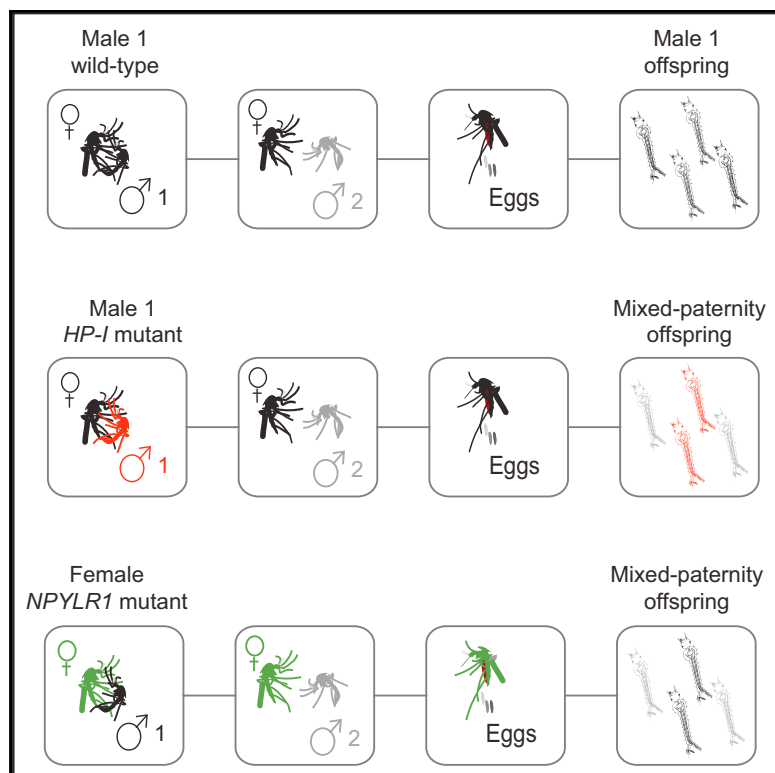 Male 1
wild-type
Male 1
offspring
♀
♂ 1
♀
♂ 2
Eggs
Male 1
HP-I mutant
Mixed-paternity
offspring
♀
♂ 1
♀
♂ 2
Eggs
Female
NPYLR1 mutant
Mixed-paternity
offspring
♀
♂ 1
♀
♂ 2
Eggs